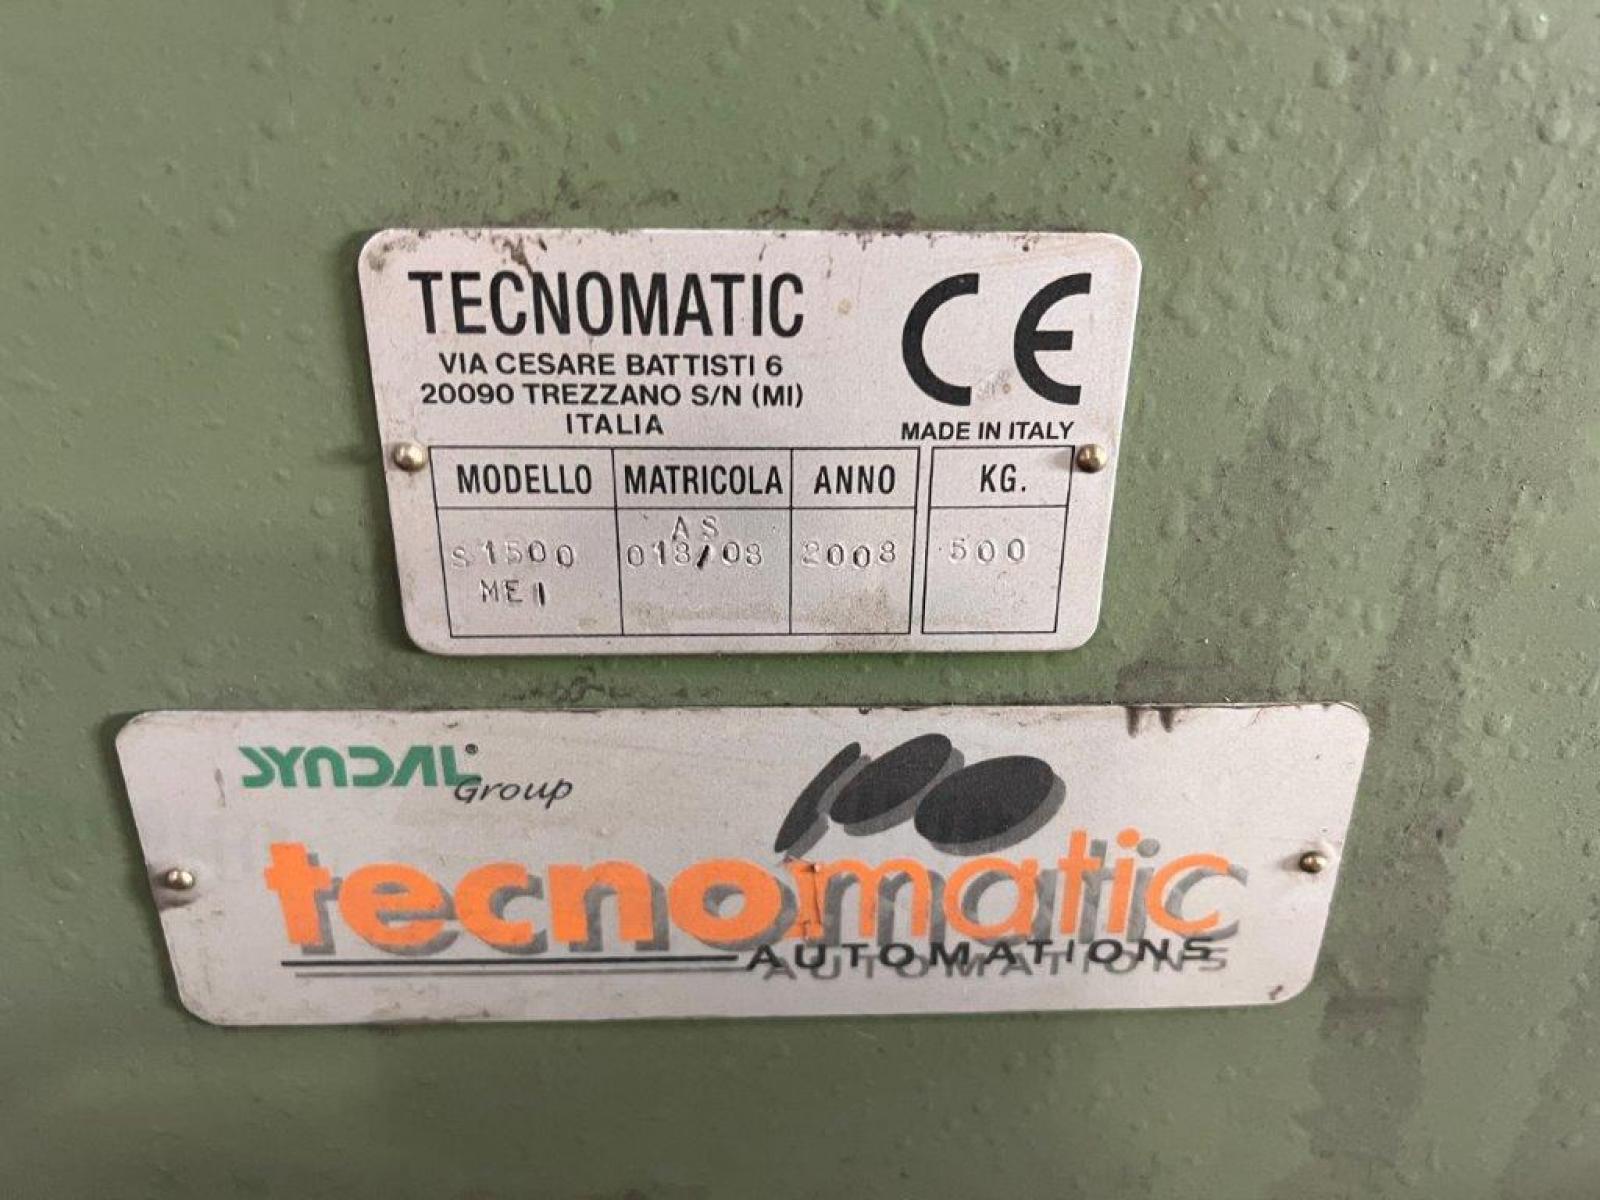 TECNOMATIC
VIA CESARE BATTISTI 6
20090 TREZZANO S/N (MI)
ITALIA
CE
MADE IN ITALY
MODELLO MATRICOLA ANNO KG.
AS
S1500 018/08 2008 500
ME1
SYNDAL® Group
tecnomatic
AUTOMATIONS